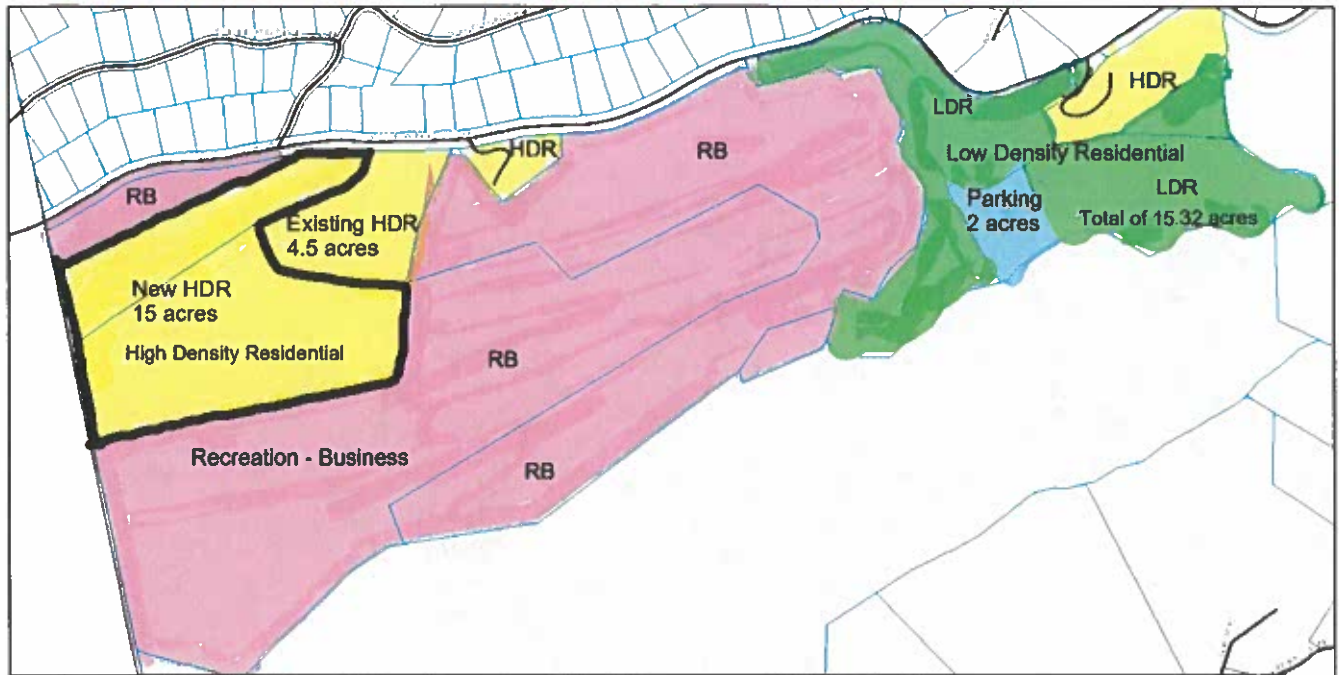 HDR
LDR
HDR
RB
Low Density Residential
RB
Parking
2 acres
LDR
Total of 15.32 acres
Existing HDR
4.5 acres
New HDR
15 acres
High Density Residential
RB
Recreation - Business
RB